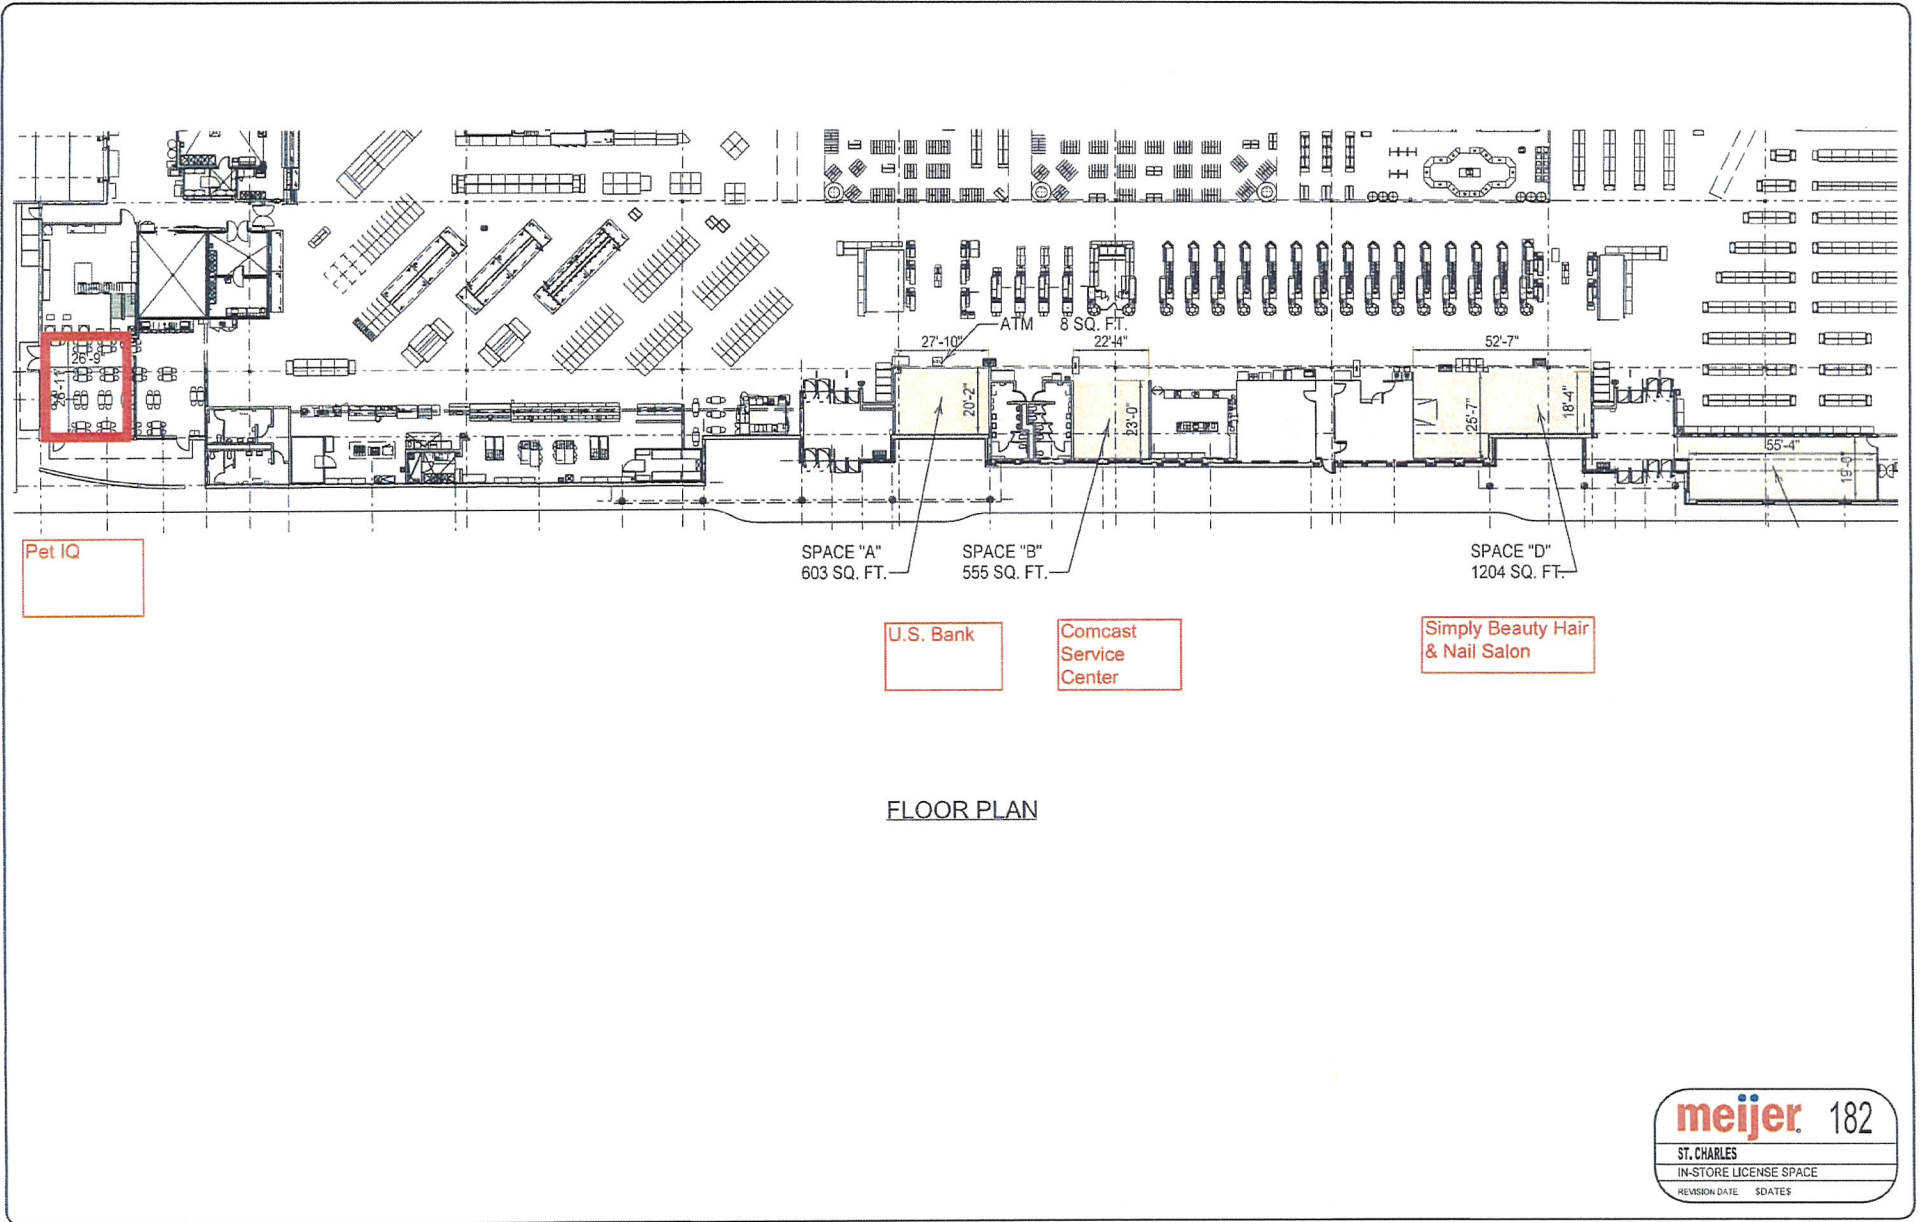 26'-9"
26'-11"
ATM
8 SQ. FT.
27'-10"
22'-4"
52'-7"
20'-2"
23'-0"
25'-7"
18'-4"
55'-4"
19'-0"
SPACE "A"
603 SQ. FT.
SPACE "B"
555 SQ. FT.
SPACE "D"
1204 SQ. FT.
Pet IQ
U.S. Bank
Comcast
Service
Center
Simply Beauty Hair
& Nail Salon
FLOOR PLAN
meijer 182
ST. CHARLES
IN-STORE LICENSE SPACE
REVISION DATE $DATE$